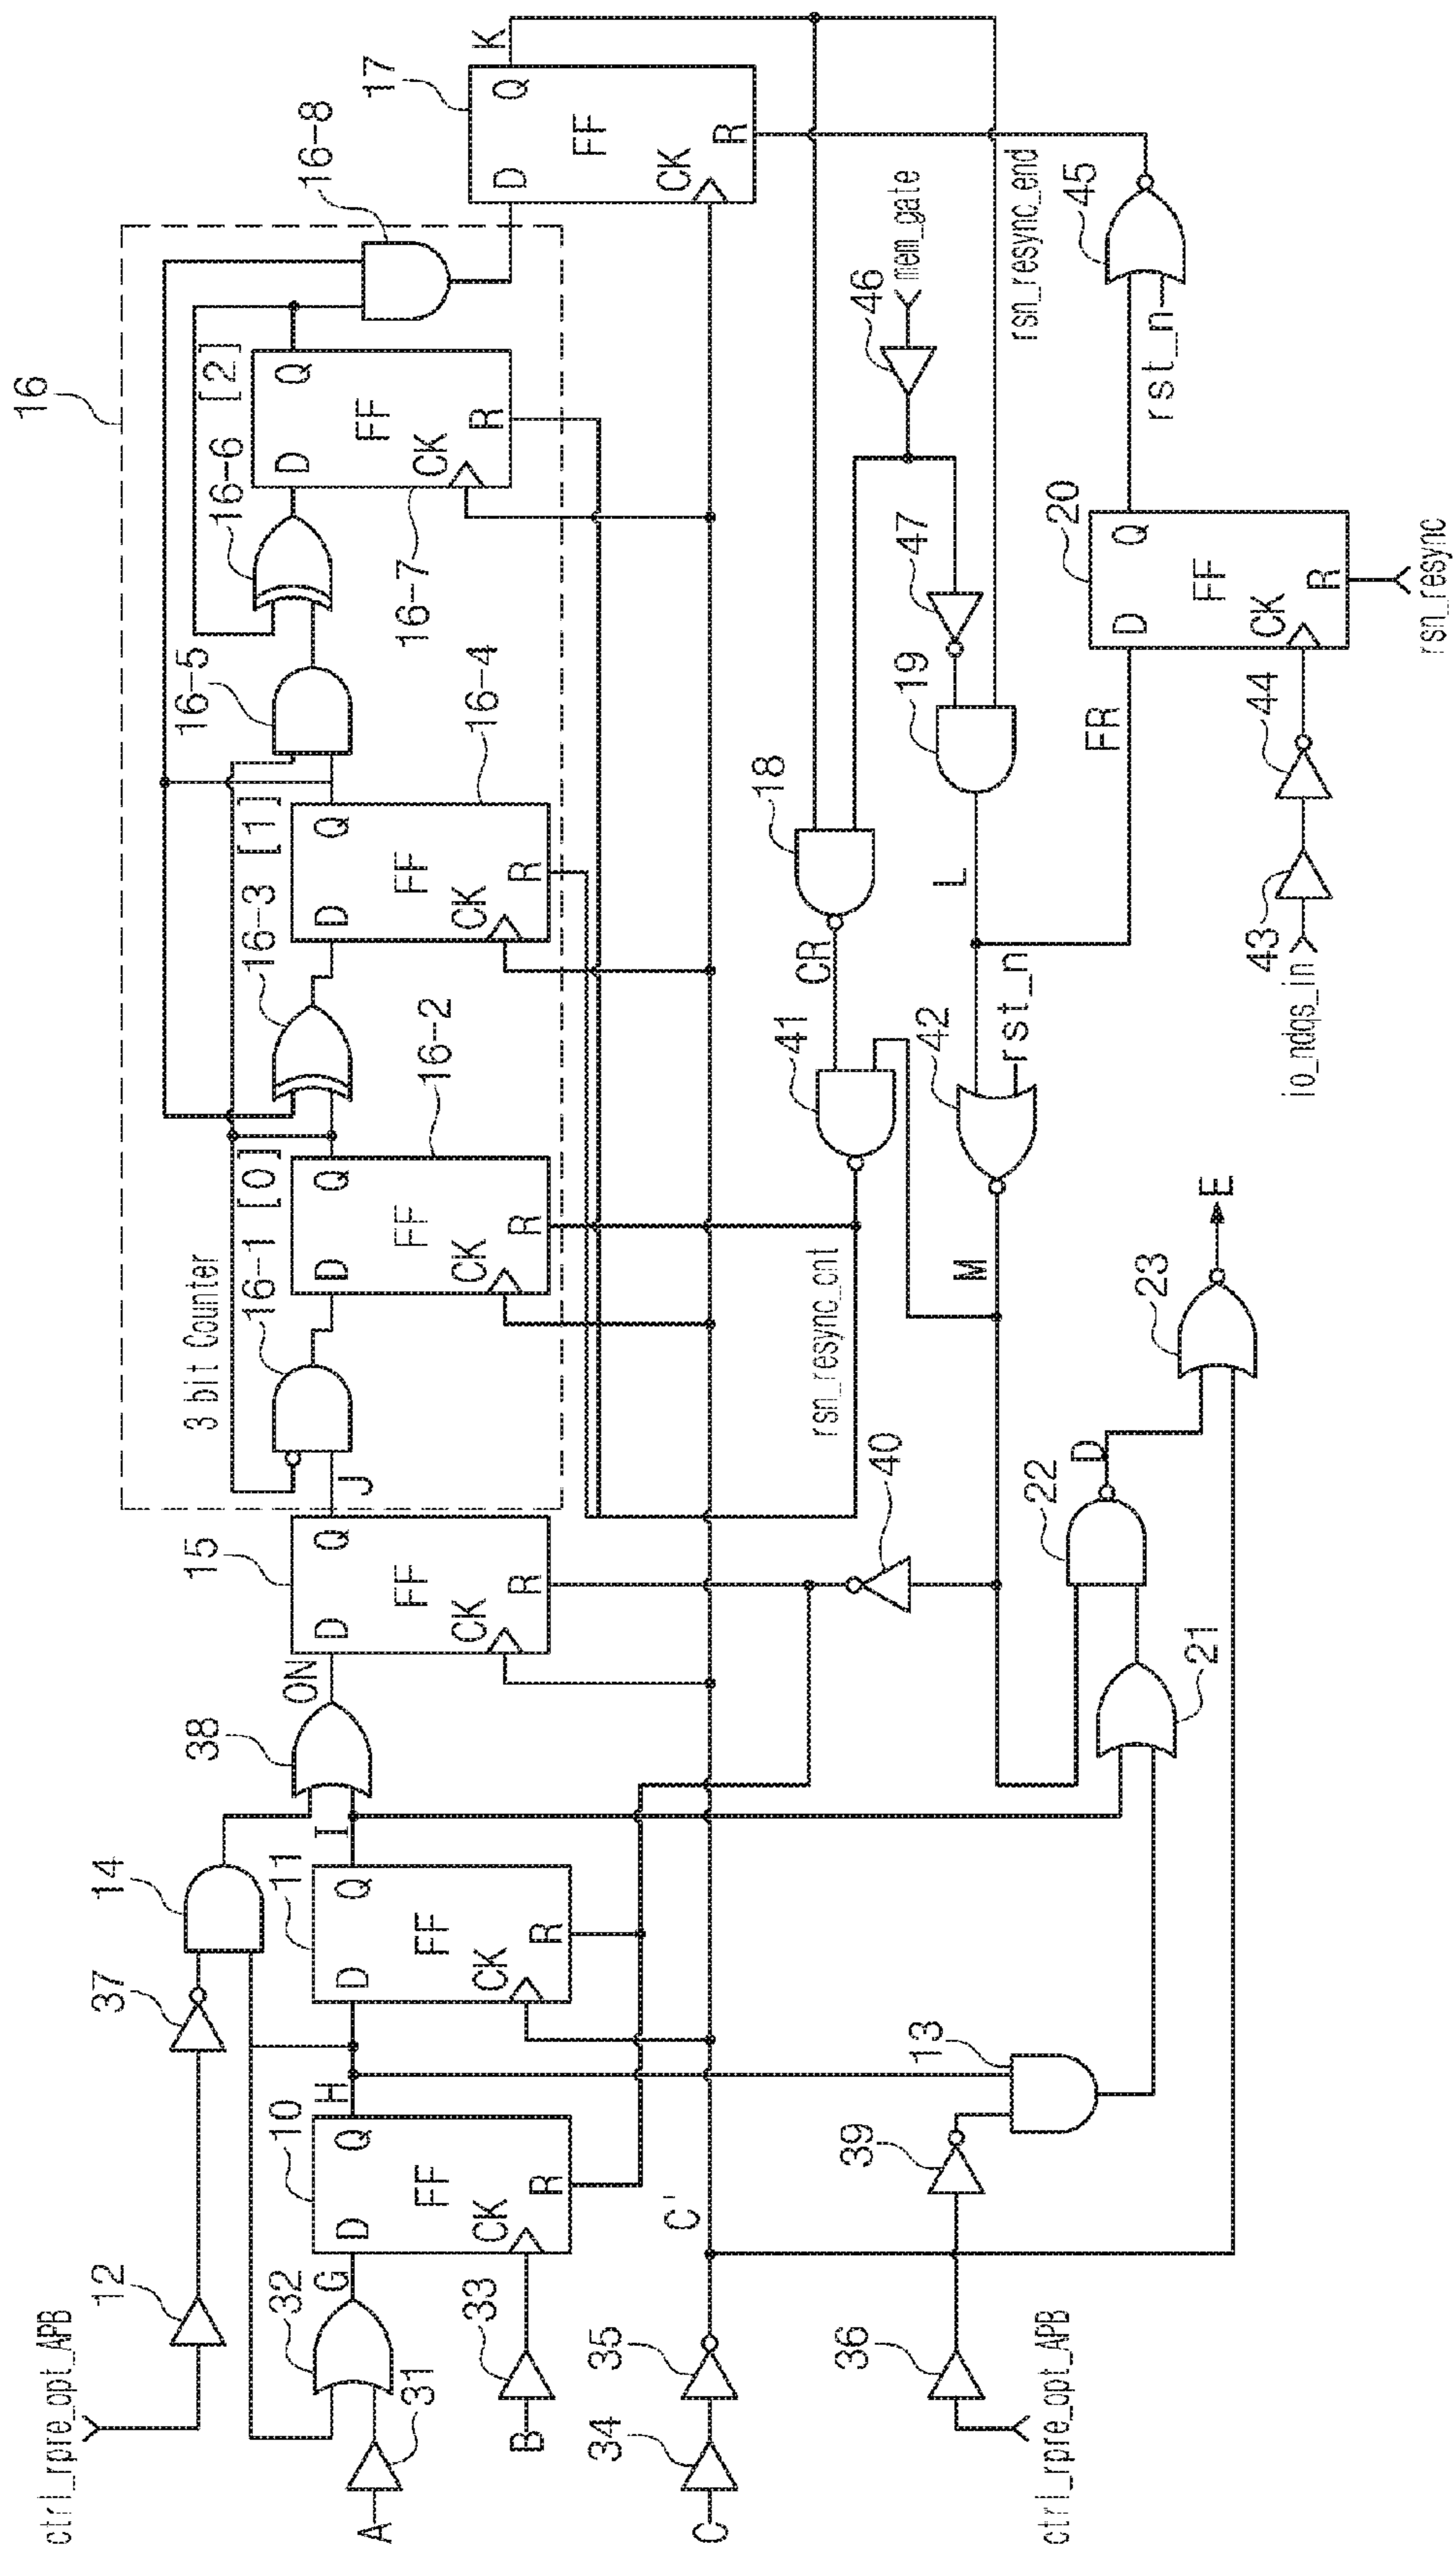 ctrl_rpre_opt_APB
12
37
14
A
31
32
G
B
33
10
D
Q
FF
CK
R
H
11
D
Q
FF
CK
R
I
38
ON
15
D
Q
FF
CK
R
J
16
3 bit Counter
16-1
[0]
16-2
D
Q
FF
CK
R
16-3
[1]
16-4
D
Q
FF
CK
R
16-5
16-6
[2]
16-7
D
Q
FF
CK
R
16-8
17
D
Q
FF
CK
R
K
C
34
35
C'
ctrl_rpre_opt_APB
36
39
13
21
22
D
23
E
40
rsn_resync_cnt
M
41
42
rst_n
CR
L
18
19
47
46
mem_gate
rsn_resync_end
FR
io_ndqs_in
43
44
20
D
Q
FF
CK
R
rsn_resync
rst_n
45